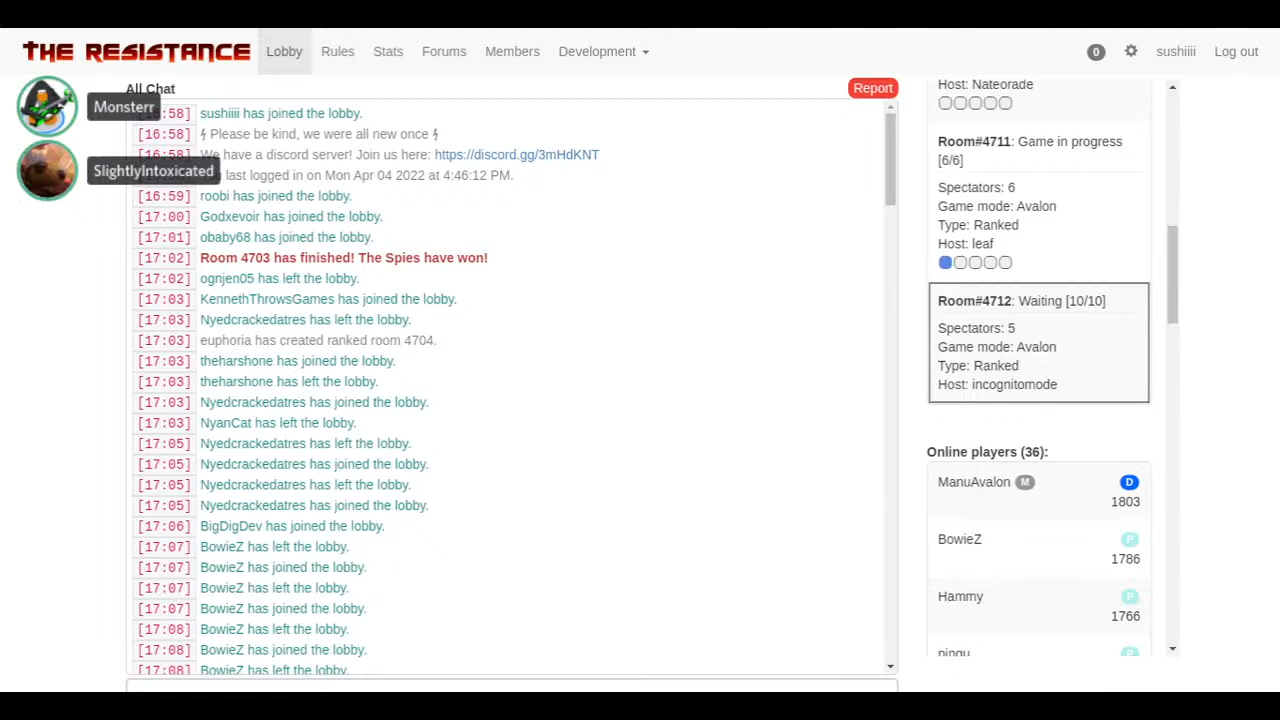 THE RESISTANCE Lobby Rules Stats Forums Members Development 0 sushiiii Log out
All Chat Report
Monsterr
SlightlyIntoxicated
[16:58] sushiiii has joined the lobby.
[16:58] Please be kind, we were all new once
[16:58] We have a discord server! Join us here: https://discord.gg/3mHdKNT
last logged in on Mon Apr 04 2022 at 4:46:12 PM.
[16:59] roobi has joined the lobby.
[17:00] Godxevoir has joined the lobby.
[17:01] obaby68 has joined the lobby.
[17:02] Room 4703 has finished! The Spies have won!
[17:02] ognjen05 has left the lobby.
[17:03] KennethThrowsGames has joined the lobby.
[17:03] Nyedcrackedatres has left the lobby.
[17:03] euphoria has created ranked room 4704.
[17:03] theharshone has joined the lobby.
[17:03] theharshone has left the lobby.
[17:03] Nyedcrackedatres has joined the lobby.
[17:03] NyanCat has left the lobby.
[17:05] Nyedcrackedatres has left the lobby.
[17:05] Nyedcrackedatres has joined the lobby.
[17:05] Nyedcrackedatres has left the lobby.
[17:05] Nyedcrackedatres has joined the lobby.
[17:06] BigDigDev has joined the lobby.
[17:07] BowieZ has left the lobby.
[17:07] BowieZ has joined the lobby.
[17:07] BowieZ has left the lobby.
[17:07] BowieZ has joined the lobby.
[17:08] BowieZ has left the lobby.
[17:08] BowieZ has joined the lobby.
[17:08] BowieZ has left the lobby.
Host: Nateorade
Room#4711: Game in progress
[6/6]
Spectators: 6
Game mode: Avalon
Type: Ranked
Host: leaf
Room#4712: Waiting [10/10]
Spectators: 5
Game mode: Avalon
Type: Ranked
Host: incognitomode
Online players (36):
ManuAvalon M D
1803
BowieZ P
1786
Hammy P
1766
pingu P